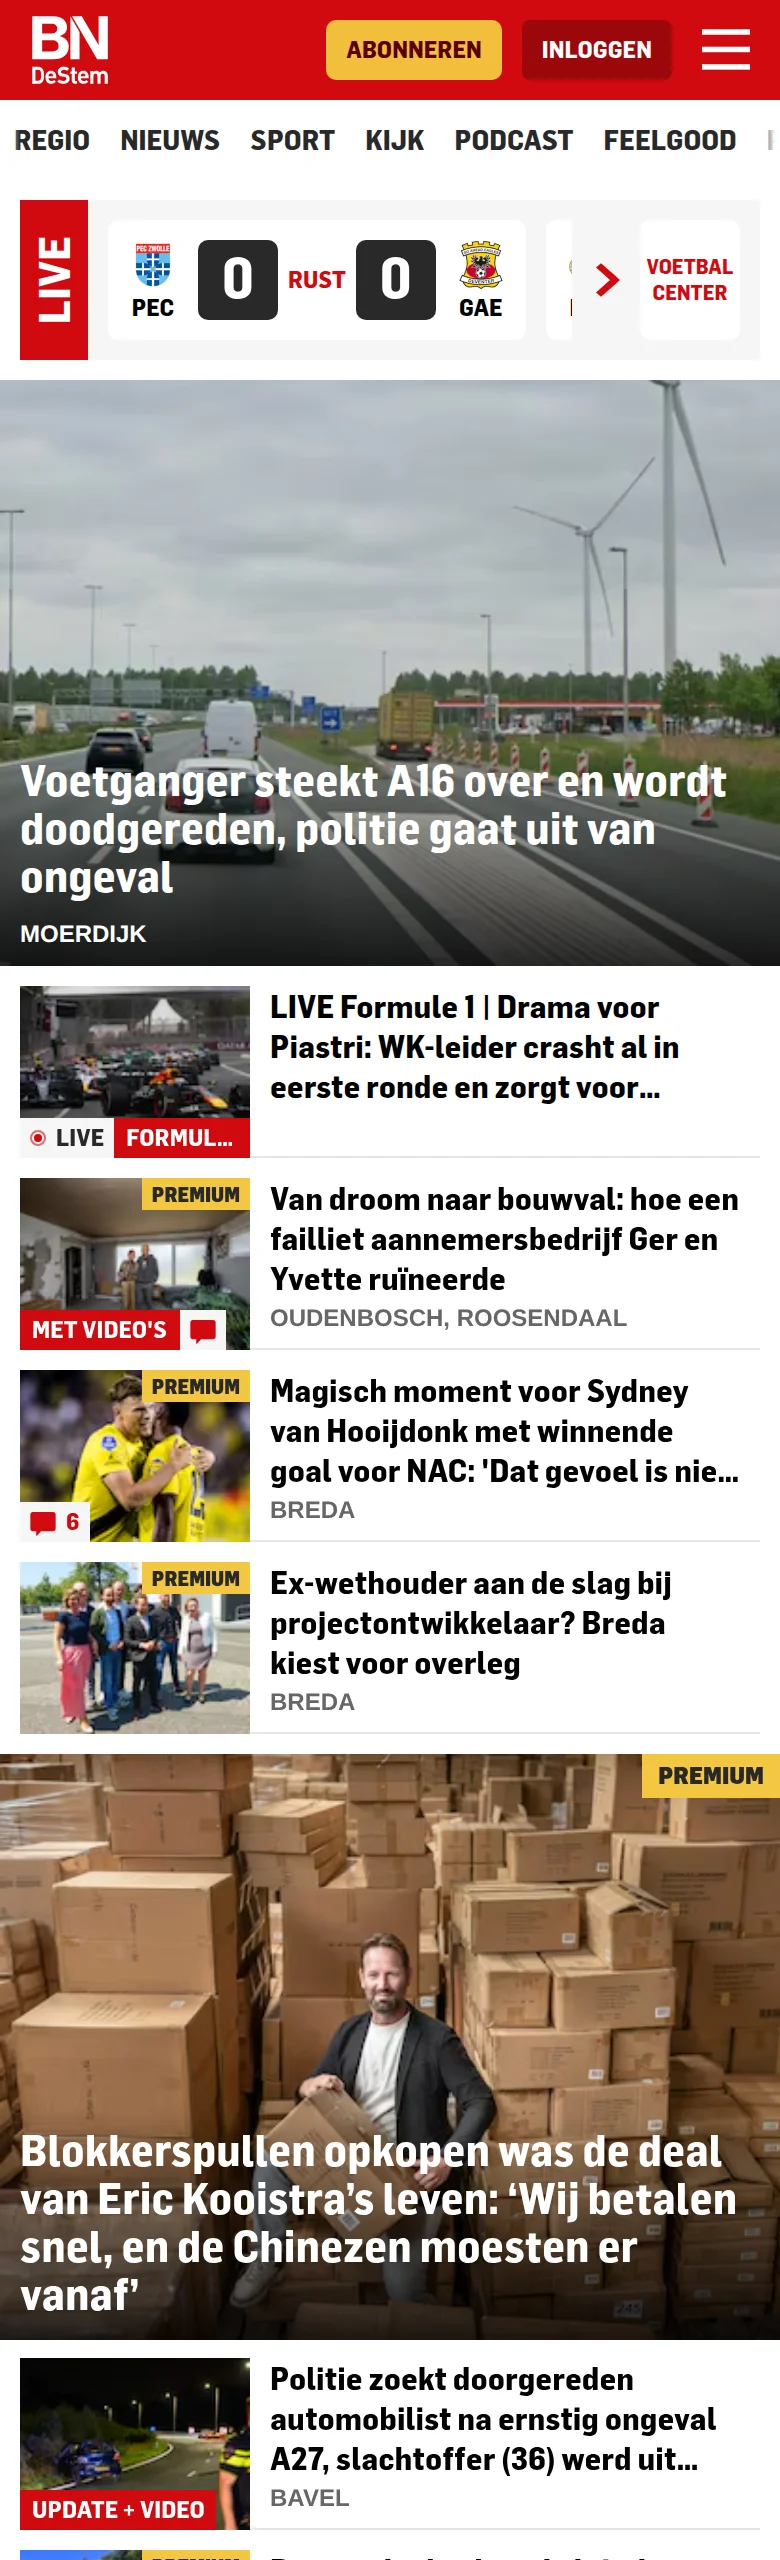 BN
DeStem
ABONNEREN
INLOGGEN
REGIO NIEUWS SPORT KIJK PODCAST FEELGOOD
LIVE
PEC ZWOLLE
PEC
0
RUST
0
GAE
VOETBAL
CENTER
Voetganger steekt A16 over en wordt
doodgereden, politie gaat uit van
ongeval
MOERDIJK
LIVE Formule 1 | Drama voor
Piastri: WK-leider crasht al in
eerste ronde en zorgt voor...
LIVE FORMUL...
PREMIUM
Van droom naar bouwval: hoe een
failliet aannemersbedrijf Ger en
Yvette ruïneerde
OUDENBOSCH, ROOSENDAAL
MET VIDEO'S
PREMIUM
Magisch moment voor Sydney
van Hooijdonk met winnende
goal voor NAC: 'Dat gevoel is nie...
BREDA
6
PREMIUM
Ex-wethouder aan de slag bij
projectontwikkelaar? Breda
kiest voor overleg
BREDA
PREMIUM
Blokkerspullen opkopen was de deal
van Eric Kooistra’s leven: ‘Wij betalen
snel, en de Chinezen moesten er
vanaf’
Politie zoekt doorgereden
automobilist na ernstig ongeval
A27, slachtoffer (36) werd uit...
BAVEL
UPDATE + VIDEO